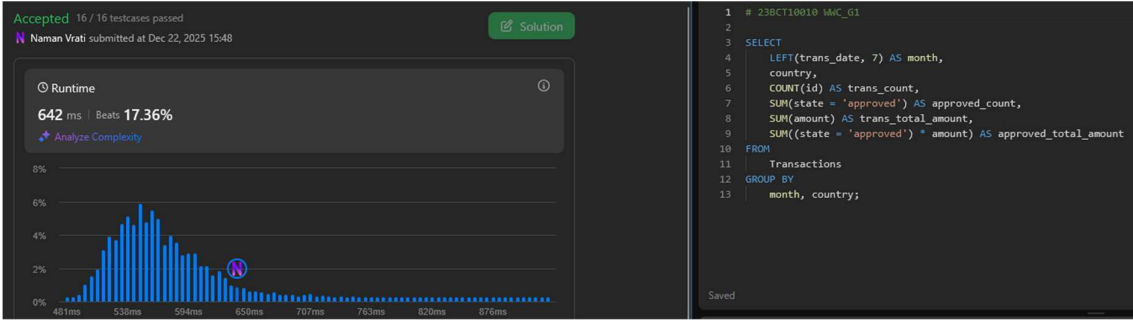 Accepted 16 / 16 testcases passed
Solution
N Naman Vrati submitted at Dec 22, 2025 15:48
Runtime
642 ms | Beats 17.36%
Analyze Complexity
8%
6%
4%
2%
N
0%
481ms 538ms 594ms 650ms 707ms 763ms 820ms 876ms
1 # 23BCT10010 WWC_G1
2
3 SELECT
4 LEFT(trans_date, 7) AS month,
5 country,
6 COUNT(id) AS trans_count,
7 SUM(state = 'approved') AS approved_count,
8 SUM(amount) AS trans_total_amount,
9 SUM((state = 'approved') * amount) AS approved_total_amount
10 FROM
11 Transactions
12 GROUP BY
13 month, country;
Saved